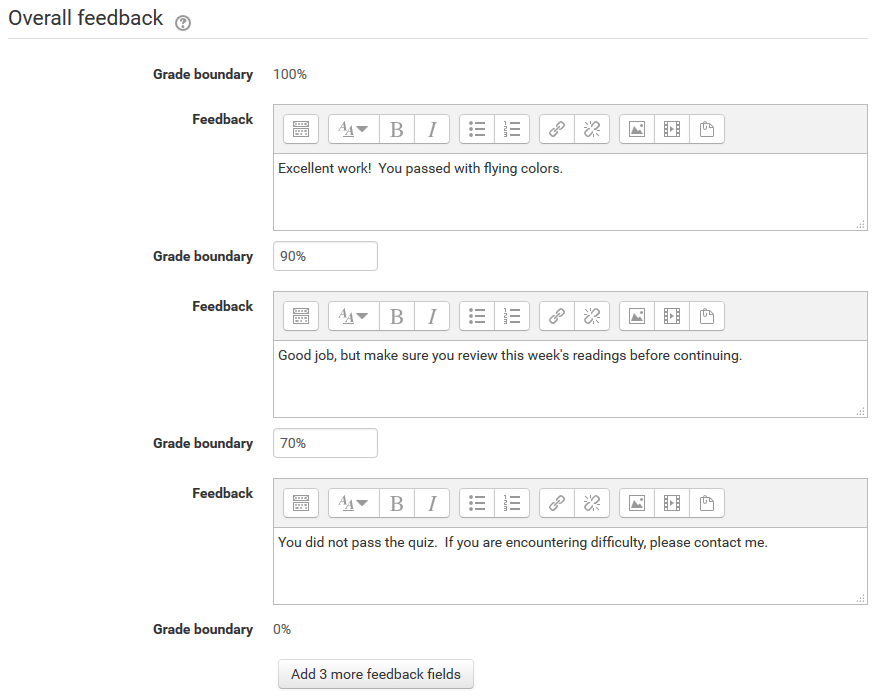 Overall feedback
Grade boundary 100%
Feedback
Excellent work!  You passed with flying colors.
Grade boundary 90%
Feedback
Good job, but make sure you review this week's readings before continuing.
Grade boundary 70%
Feedback
You did not pass the quiz.  If you are encountering difficulty, please contact me.
Grade boundary 0%
Add 3 more feedback fields